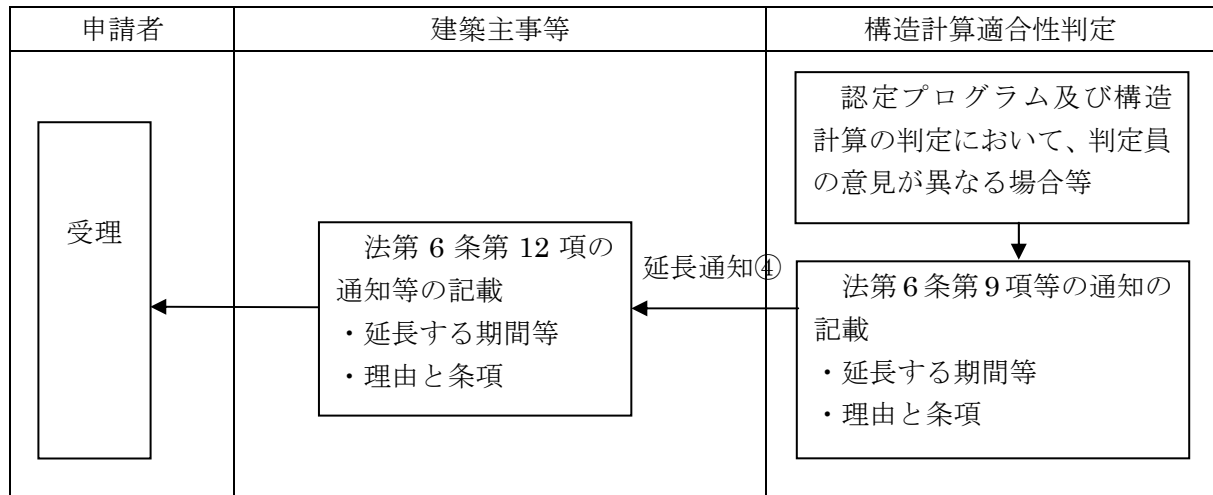 申請者
建築主事等
構造計算適合性判定
認定プログラム及び構造
計算の判定において、判定員
の意見が異なる場合等
受理
法第 6 条第 12 項の
通知等の記載
・延長する期間等
・理由と条項
延長通知④
法第 6 条第 9 項等の通知の
記載
・延長する期間等
・理由と条項